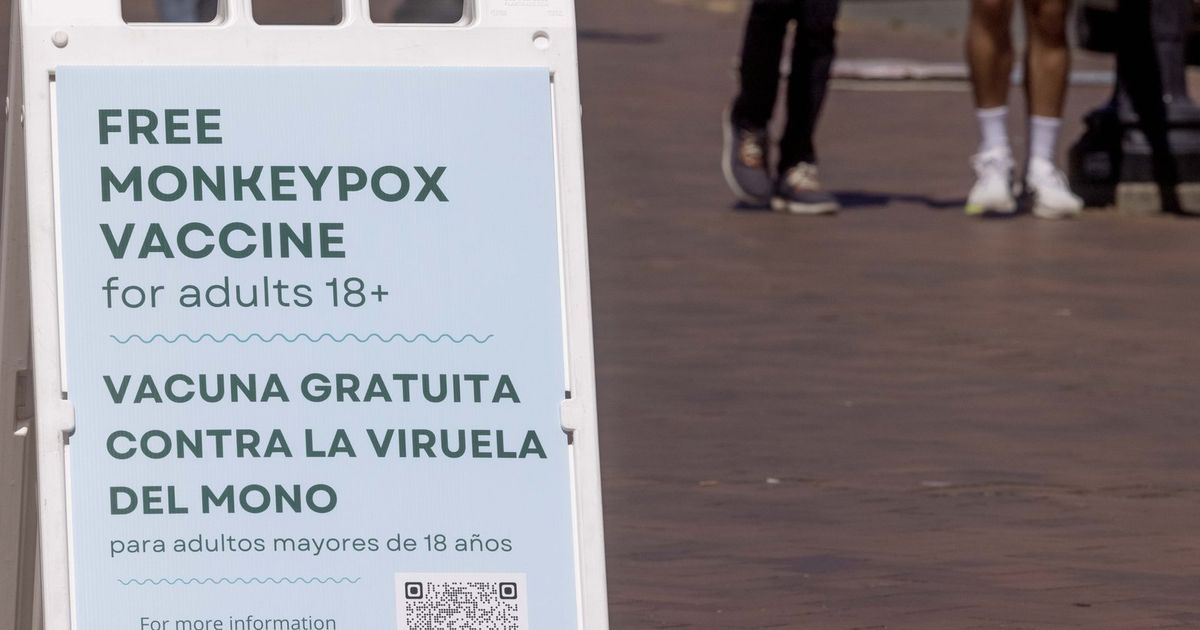 FREE
MONKEYPOX
VACCINE
for adults 18+
VACUNA GRATUITA
CONTRA LA VIRUELA
DEL MONO
para adultos mayores de 18 años
For more information